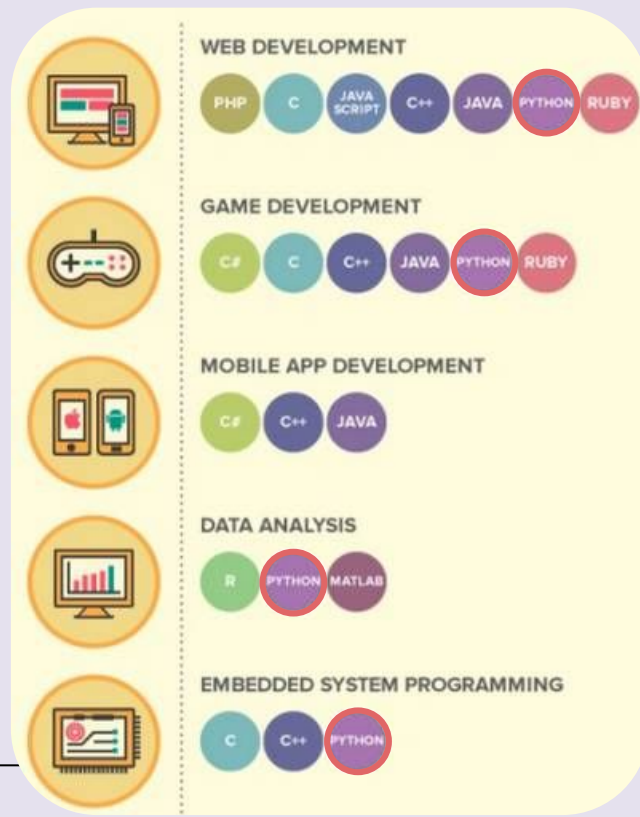 WEB DEVELOPMENT
PHP C JAVA SCRIPT C++ JAVA PYTHON RUBY
GAME DEVELOPMENT
C# C C++ JAVA PYTHON RUBY
MOBILE APP DEVELOPMENT
C# C++ JAVA
DATA ANALYSIS
R PYTHON MATLAB
EMBEDDED SYSTEM PROGRAMMING
C C++ PYTHON